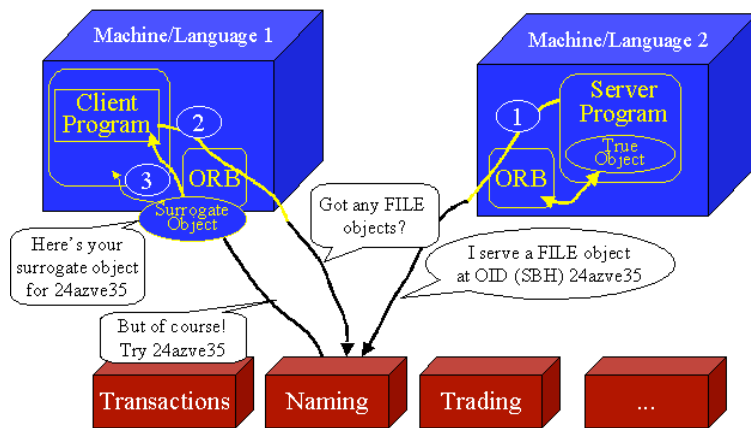 Machine/Language 1
Machine/Language 2
Client
Program
2
3
ORB
Surrogate
Object
1
Server
Program
True
Object
ORB
Got any FILE
objects?
Here's your
surrogate object
for 24azve35
I serve a FILE object
at OID (SBH) 24azve35
But of course!
Try 24azve35
Transactions
Naming
Trading
...